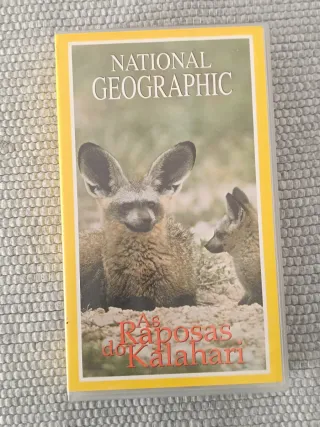 NATIONAL
GEOGRAPHIC
As
Raposas
do Kalahari